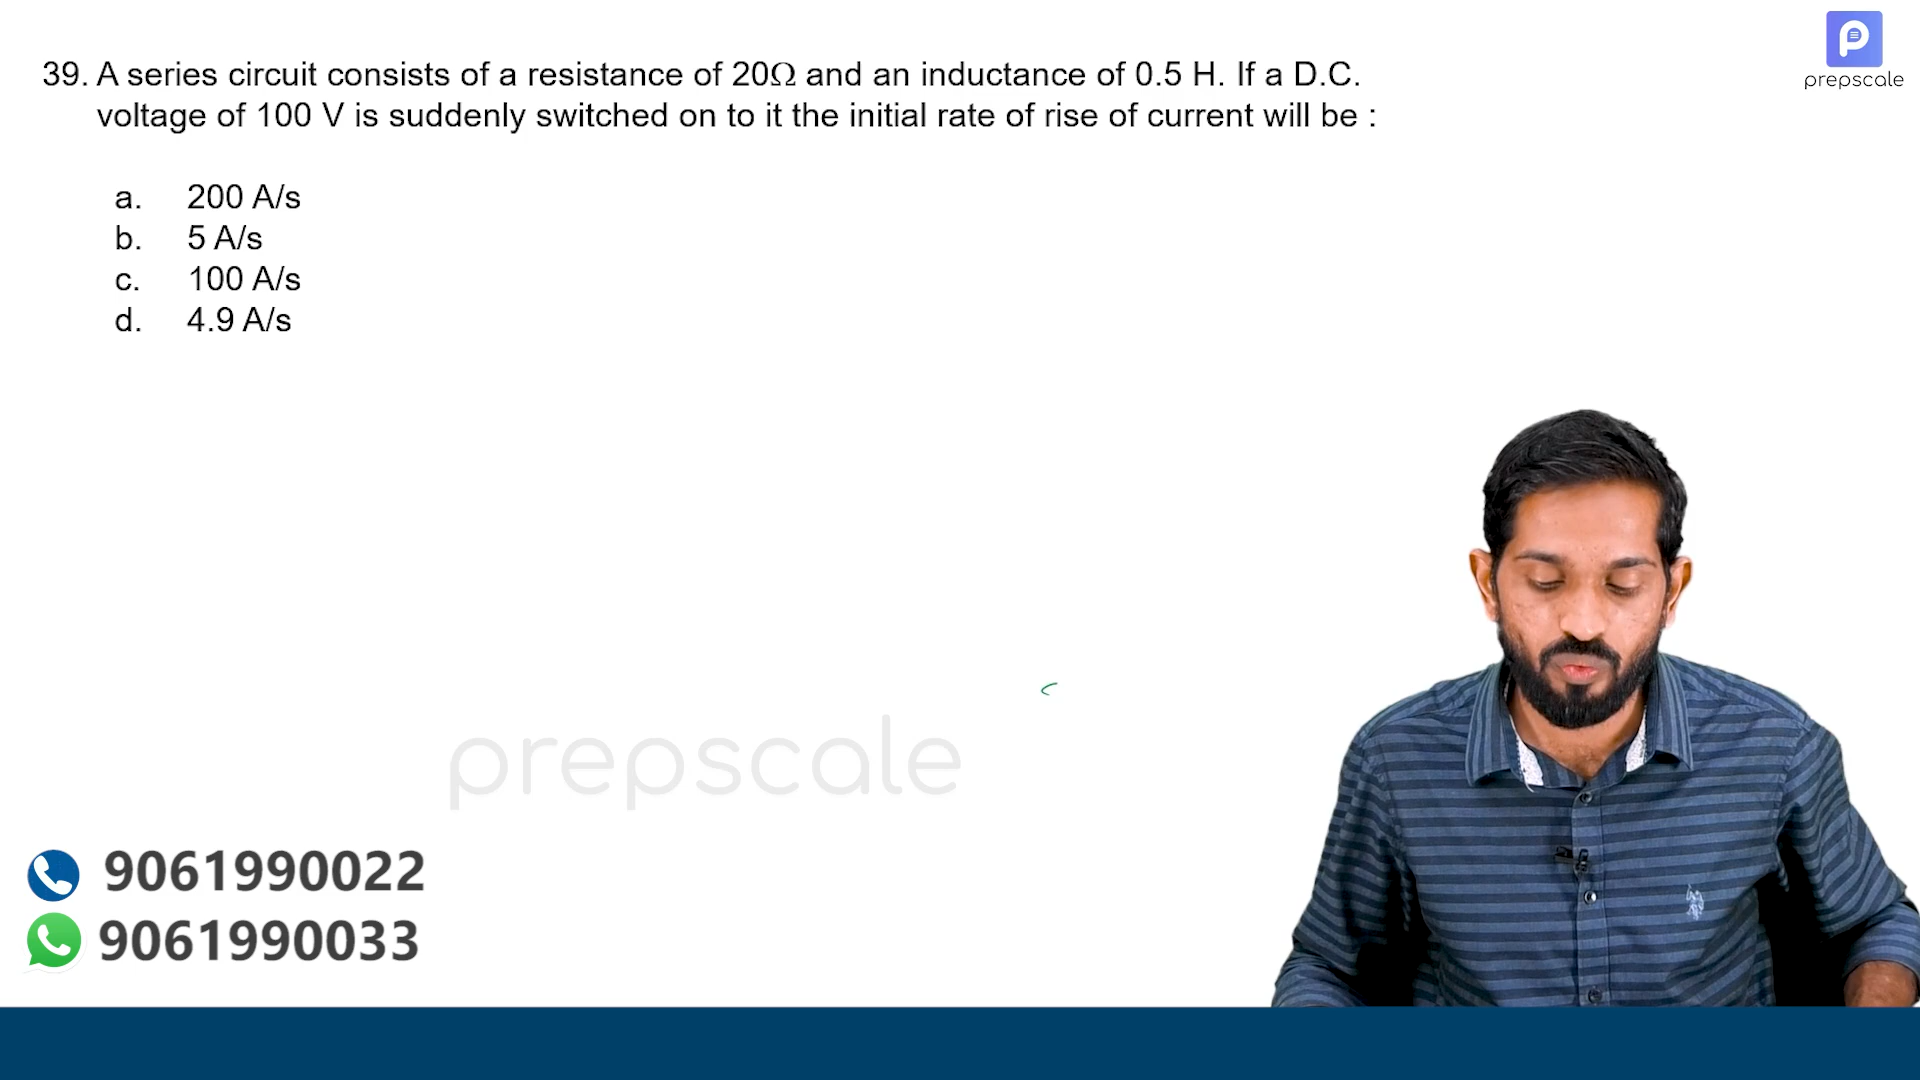 prepscale
39. A series circuit consists of a resistance of 20Ω and an inductance of 0.5 H. If a D.C.
voltage of 100 V is suddenly switched on to it the initial rate of rise of current will be :
a. 200 A/s
b. 5 A/s
c. 100 A/s
d. 4.9 A/s
prepscale
9061990022
9061990033